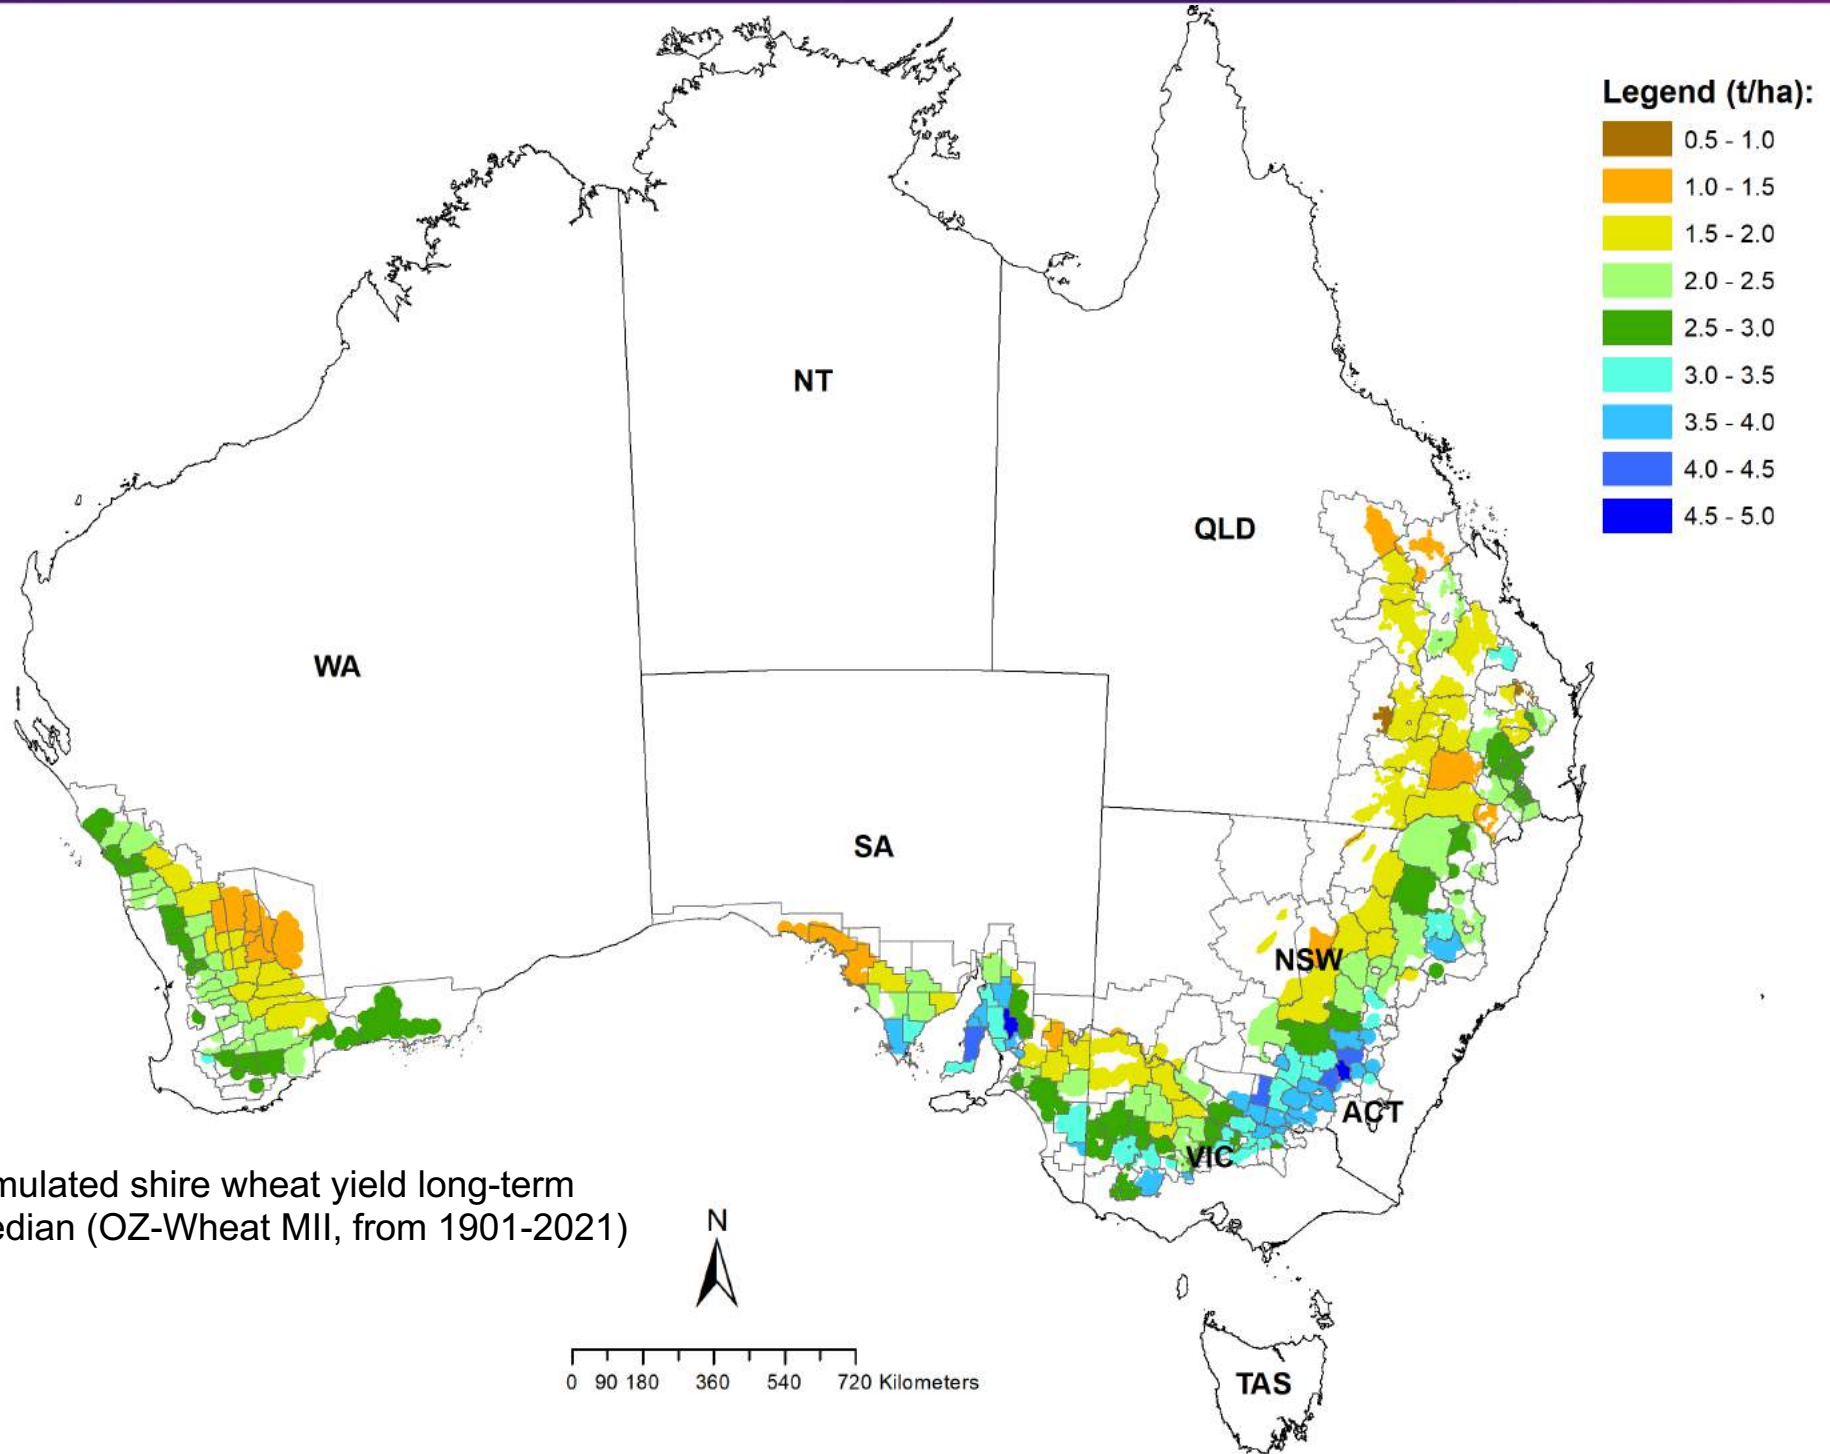 Legend (t/ha):
0.5 - 1.0
1.0 - 1.5
1.5 - 2.0
2.0 - 2.5
2.5 - 3.0
3.0 - 3.5
3.5 - 4.0
4.0 - 4.5
4.5 - 5.0
NT
QLD
WA
SA
NSW
ACT
VIC
mulated shire wheat yield long-term
edian (OZ-Wheat MII, from 1901-2021)
N
0 90 180 360 540 720 Kilometers
TAS